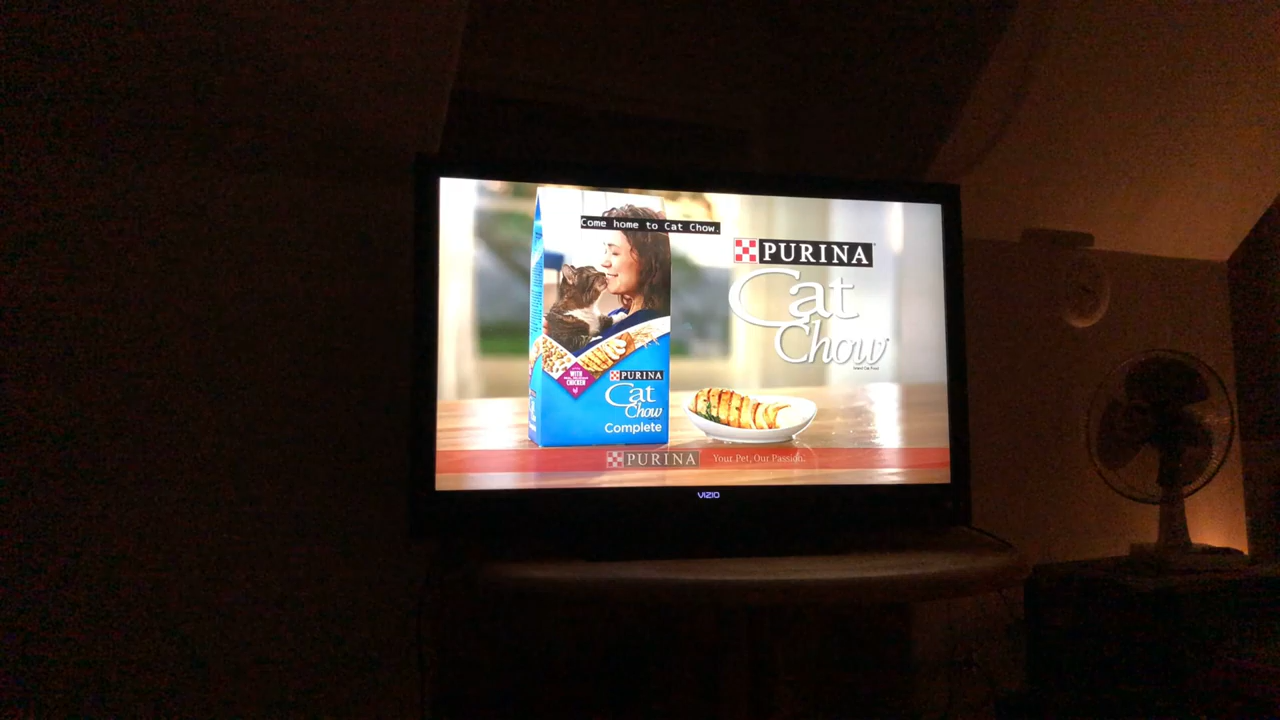 Come home to Cat Chow.
PURINA
Cat
Chow
WITH
CHICKEN
PURINA
Cat
Chow
Complete
PURINA Your Pet, Our Passion.
VIZIO